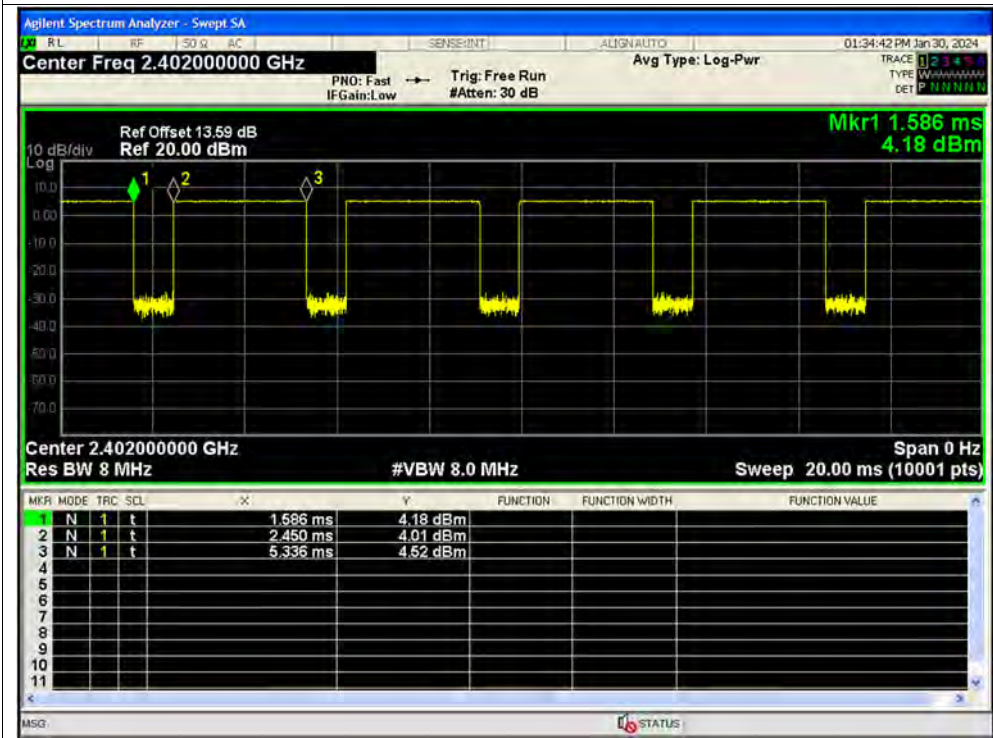 Agilent Spectrum Analyzer - Swept SA
LXI RL RF 50 Ω AC SENSE:INT ALIGN AUTO 01:34:42 PM Jan 30, 2024
Center Freq 2.402000000 GHz
PNO: Fast
IFGain:Low
Trig: Free Run
#Atten: 30 dB
Avg Type: Log-Pwr
TRACE 1 2 3 4 5 6
TYPE W
DET P N N N N N
Mkr1 1.586 ms
4.18 dBm
Ref Offset 13.59 dB
10 dB/div Ref 20.00 dBm
Log
1 2 3
10.0
0.00
-10.0
-20.0
-30.0
-40.0
-50.0
-60.0
-70.0
Center 2.402000000 GHz Span 0 Hz
Res BW 8 MHz #VBW 8.0 MHz Sweep 20.00 ms (10001 pts)
MKR MODE TRC SCL X Y FUNCTION FUNCTION WIDTH FUNCTION VALUE
1 N 1 t 1.586 ms 4.18 dBm
2 N 1 t 2.450 ms 4.01 dBm
3 N 1 t 5.336 ms 4.52 dBm
4
5
6
7
8
9
10
11
MSG STATUS